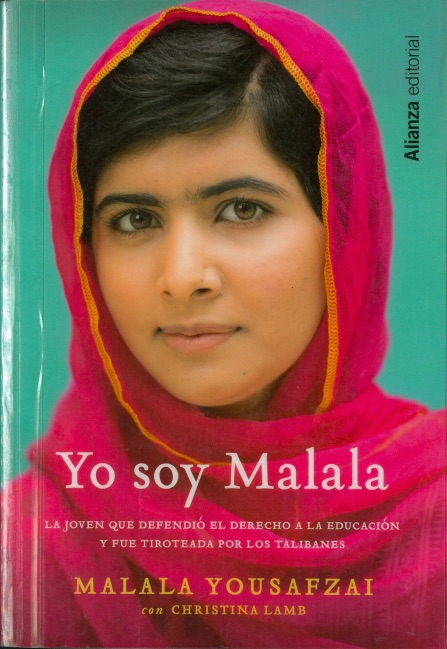 Alianza editorial
Yo soy Malala
LA JOVEN QUE DEFENDIÓ EL DERECHO A LA EDUCACIÓN
Y FUE TIROTEADA POR LOS TALIBANES
MALALA YOUSAFZAI
con CHRISTINA LAMB